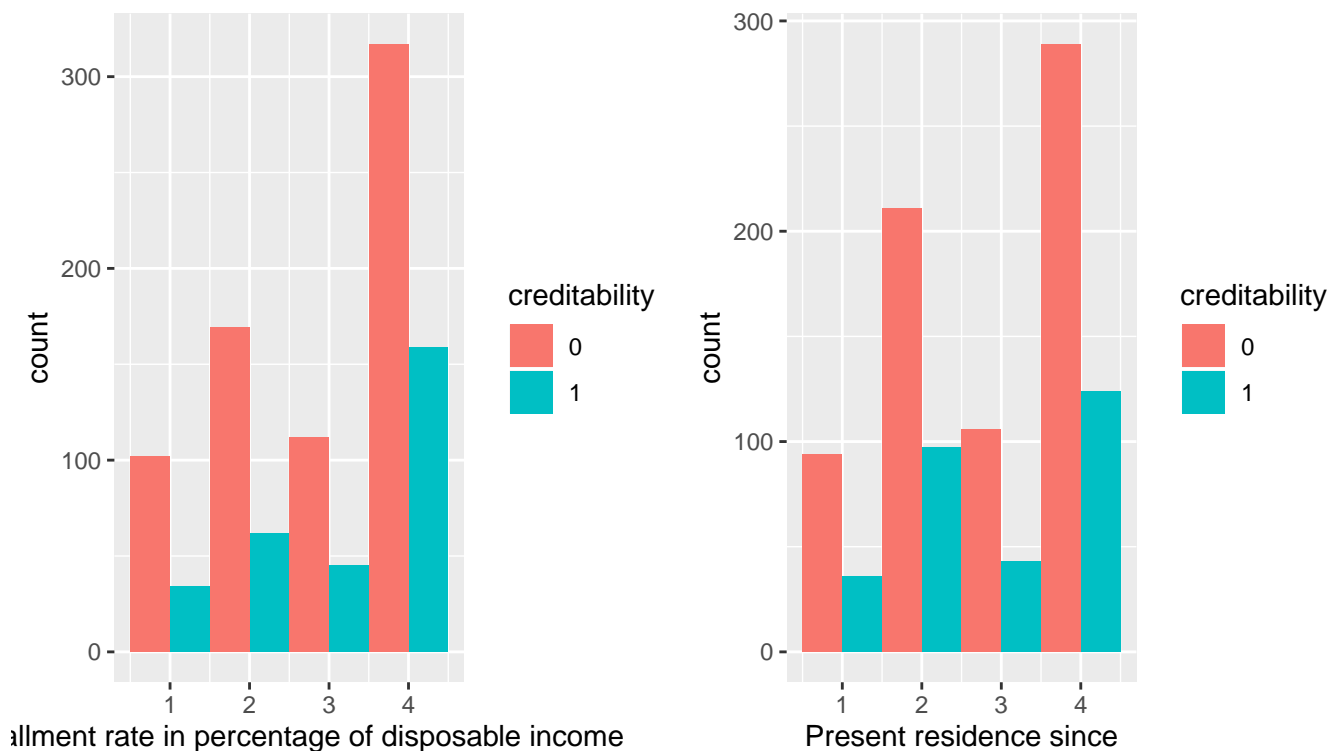 300
200
100
0
count
1 2 3 4
allment rate in percentage of disposable income
creditability
0
1
300
200
100
0
count
1 2 3 4
Present residence since
creditability
0
1